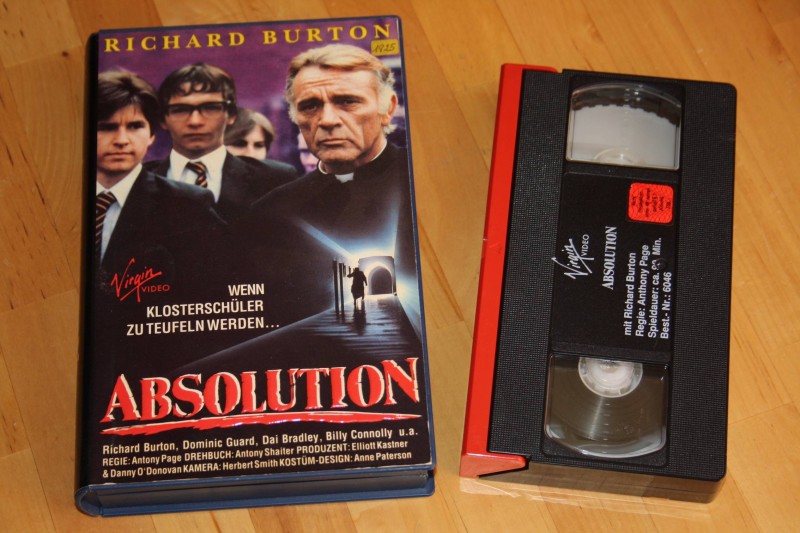 RICHARD BURTON
1225
Virgin
VIDEO
WENN
KLOSTERSCHÜLER
ZU TEUFELN WERDEN...
ABSOLUTION
Richard Burton, Dominic Guard, Dai Bradley, Billy Connolly u.a.
REGIE: Antony Page DREHBUCH: Antony Shaiter PRODUZENT: Elliott Kastner
& Danny O'Donovan KAMERA: Herbert Smith KOSTÜM-DESIGN: Anne Paterson
Virgin
VIDEO
ABSOLUTION
mit Richard Burton
Regie: Anthony Page
Spieldauer: ca. Min.
Best.- Nr.: 6046